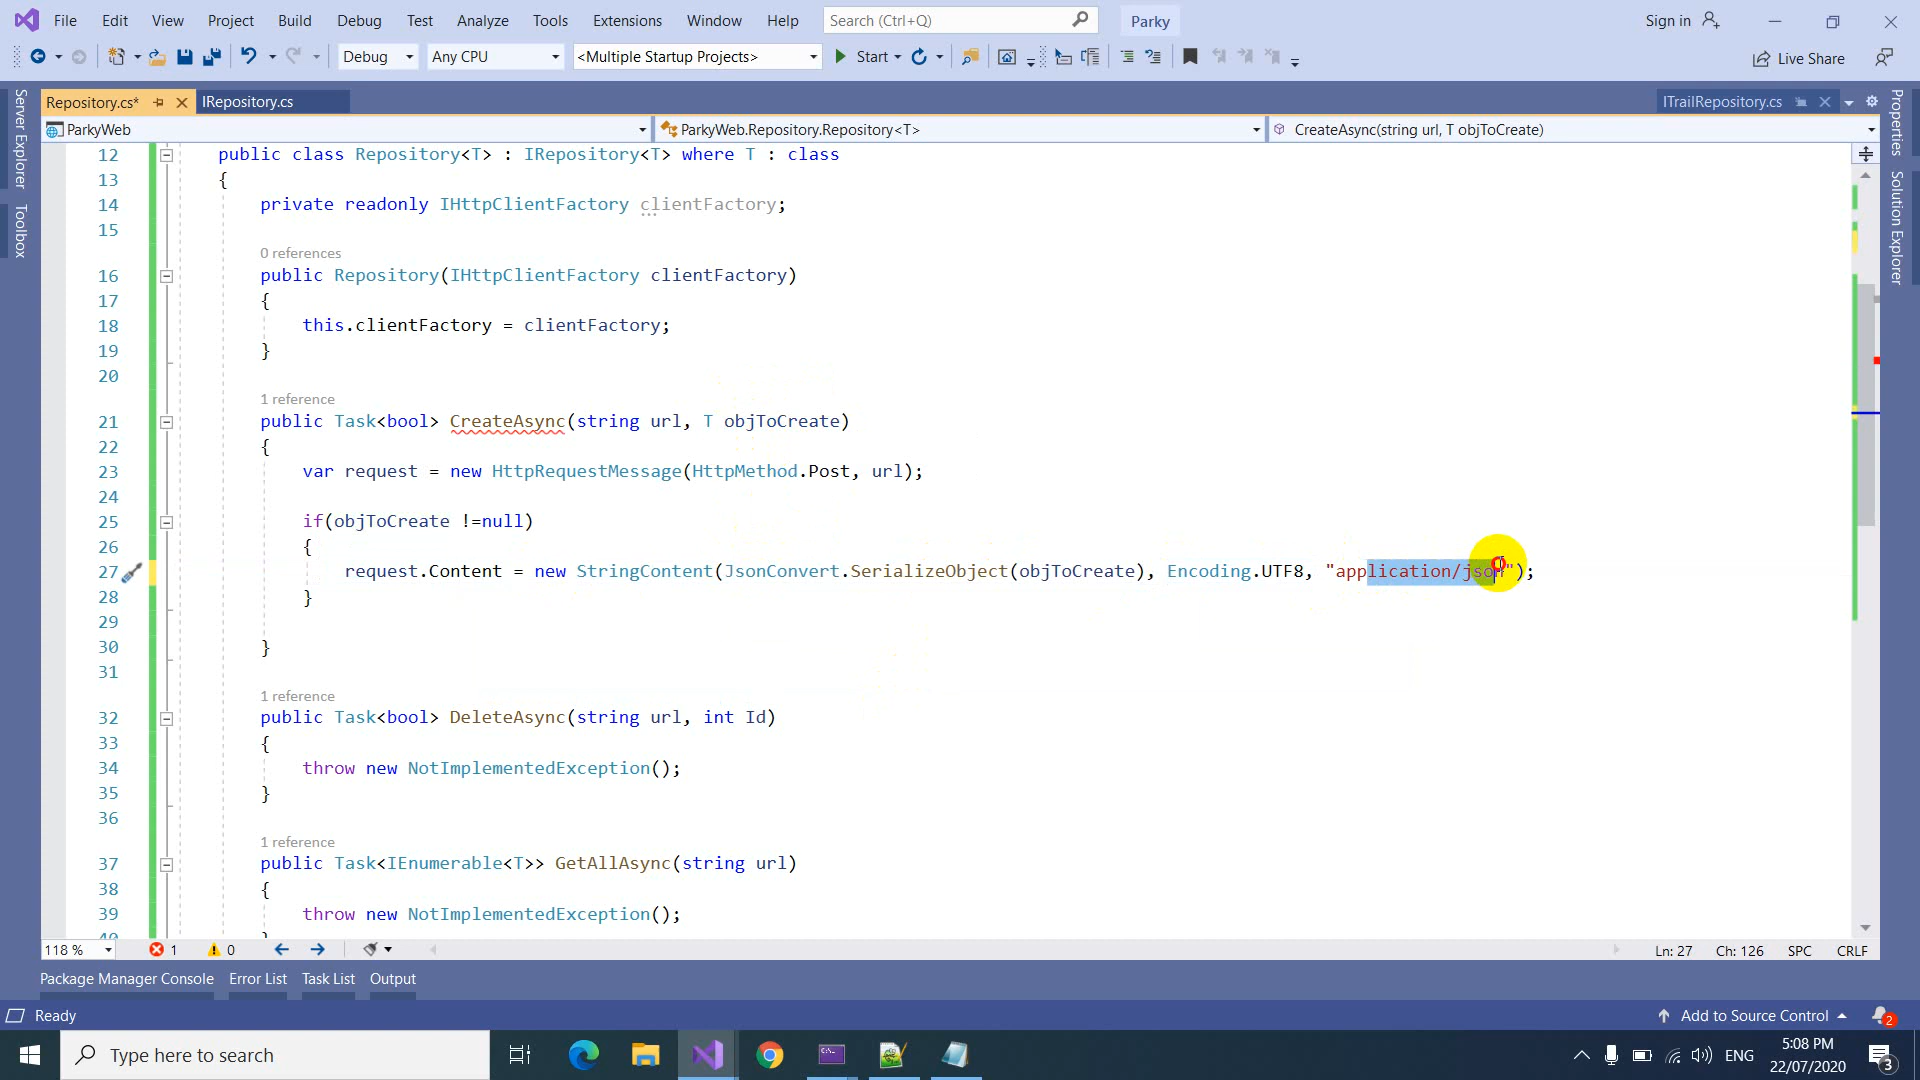 File Edit View Project Build Debug Test Analyze Tools Extensions Window Help Search (Ctrl+Q) Parky Sign in
Debug Any CPU <Multiple Startup Projects> Start Live Share
Repository.cs* IRepository.cs ITrailRepository.cs
ParkyWeb ParkyWeb.Repository.Repository<T> CreateAsync(string url, T objToCreate)
Server Explorer
Toolbox
Properties
Solution Explorer
12 public class Repository<T> : IRepository<T> where T : class
13 {
14 private readonly IHttpClientFactory clientFactory;
15
0 references
16 public Repository(IHttpClientFactory clientFactory)
17 {
18 this.clientFactory = clientFactory;
19 }
20
1 reference
21 public Task<bool> CreateAsync(string url, T objToCreate)
22 {
23 var request = new HttpRequestMessage(HttpMethod.Post, url);
24
25 if(objToCreate !=null)
26 {
27 request.Content = new StringContent(JsonConvert.SerializeObject(objToCreate), Encoding.UTF8, "application/json");
28 }
29
30 }
31
1 reference
32 public Task<bool> DeleteAsync(string url, int Id)
33 {
34 throw new NotImplementedException();
35 }
36
1 reference
37 public Task<IEnumerable<T>> GetAllAsync(string url)
38 {
39 throw new NotImplementedException();
118 % 1 0 Ln: 27 Ch: 126 SPC CRLF
Package Manager Console Error List Task List Output
Ready Add to Source Control 2
Type here to search ENG 5:08 PM
22/07/2020 3